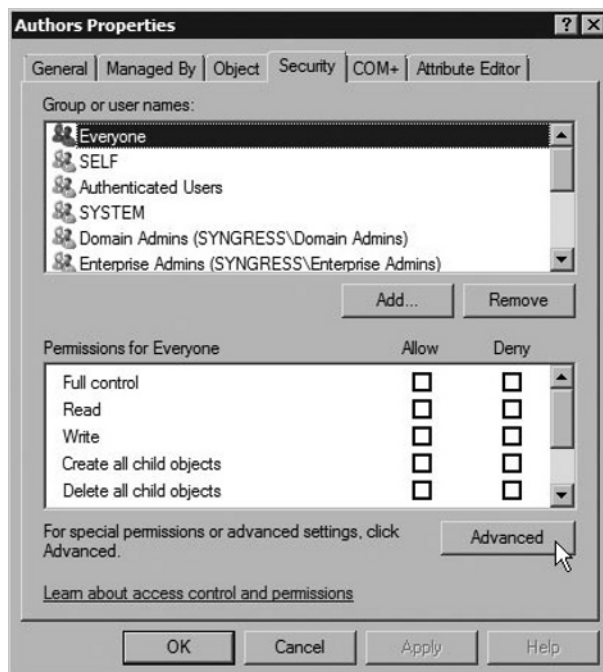 Authors Properties
?
General Managed By Object Security COM+ Attribute Editor
Group or user names:
Everyone
SELF
Authenticated Users
SYSTEM
Domain Admins (SYNGRESS\Domain Admins)
Enterprise Admins (SYNGRESS\Enterprise Admins)
Add... Remove
Permissions for Everyone Allow Deny
Full control
Read
Write
Create all child objects
Delete all child objects
For special permissions or advanced settings, click
Advanced.
Advanced
Learn about access control and permissions
OK Cancel Apply Help